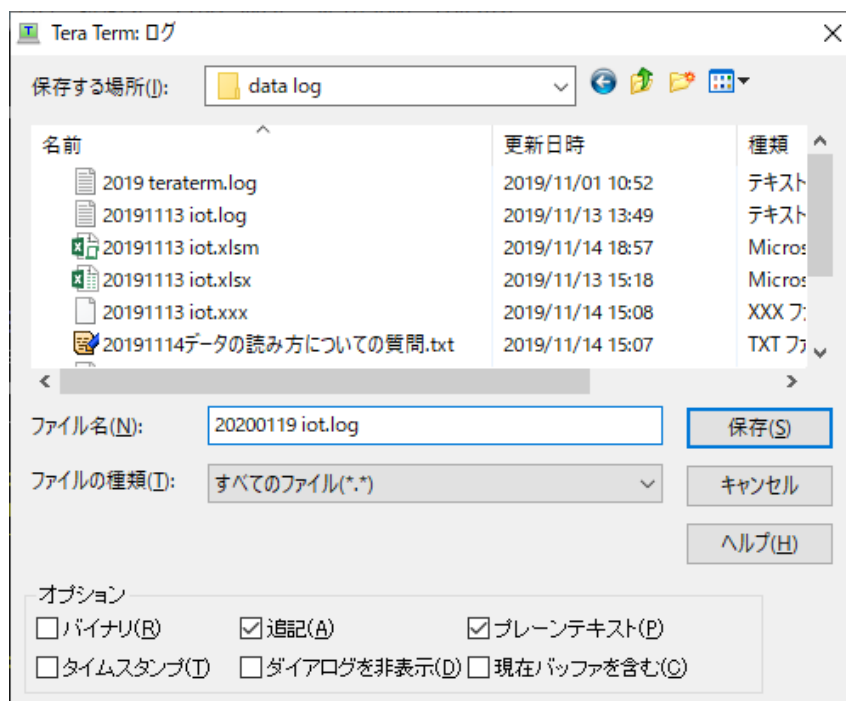 Tera Term: ログ
保存する場所(I): data log
名前 更新日時 種類
2019 teraterm.log 2019/11/01 10:52 テキスト
20191113 iot.log 2019/11/13 13:49 テキスト
20191113 iot.xlsm 2019/11/14 18:57 Micros
20191113 iot.xlsx 2019/11/13 15:18 Micros
20191113 iot.xxx 2019/11/14 15:08 XXX フ
20191114データの読み方についての質問.txt 2019/11/14 15:07 TXT フ
ファイル名(N): 20200119 iot.log 保存(S)
ファイルの種類(T): すべてのファイル(*.*) キャンセル
ヘルプ(H)
オプション
バイナリ(B) 追記(A) プレーンテキスト(P)
タイムスタンプ(T) ダイアログを非表示(D) 現在バッファを含む(C)